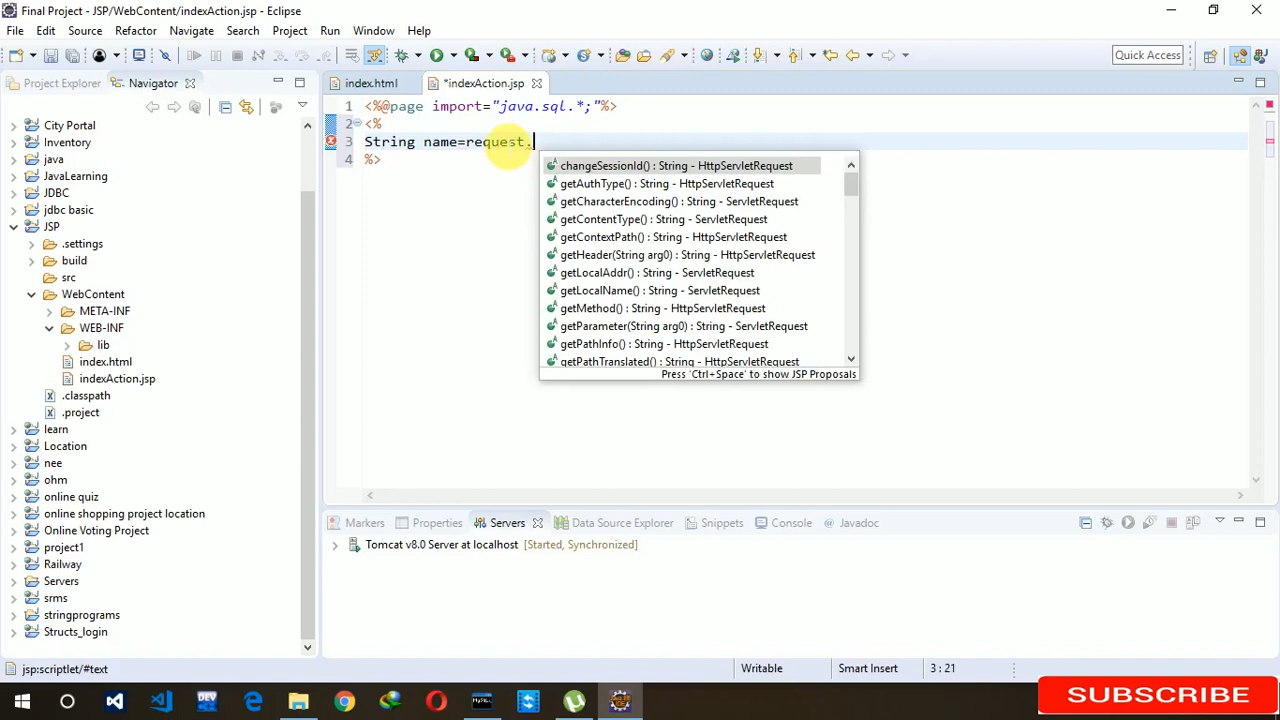 Final Project - JSP/WebContent/indexAction.jsp - Eclipse
File Edit Source Refactor Navigate Search Project Run Window Help
Quick Access
Project Explorer Navigator
index.html *indexAction.jsp
City Portal
Inventory
java
JavaLearning
JDBC
jdbc basic
JSP
.settings
build
src
WebContent
META-INF
WEB-INF
lib
index.html
indexAction.jsp
.classpath
.project
learn
Location
nee
ohm
online quiz
online shopping project location
Online Voting Project
project1
Railway
Servers
srms
stringprograms
Structs_login
1 <%@page import="java.sql.*;"%>
2 <%
3 String name=request.
4 %>
changeSessionId() : String - HttpServletRequest
getAuthType() : String - HttpServletRequest
getCharacterEncoding() : String - ServletRequest
getContentType() : String - ServletRequest
getContextPath() : String - HttpServletRequest
getHeader(String arg0) : String - HttpServletRequest
getLocalAddr() : String - ServletRequest
getLocalName() : String - ServletRequest
getMethod() : String - HttpServletRequest
getParameter(String arg0) : String - ServletRequest
getPathInfo() : String - HttpServletRequest
getPathTranslated() : String - HttpServletRequest
Press 'Ctrl+Space' to show JSP Proposals
Markers Properties Servers Data Source Explorer Snippets Console Javadoc
Tomcat v8.0 Server at localhost [Started, Synchronized]
jsp:scriptlet/#text Writable Smart Insert 3 : 21
SUBSCRIBE